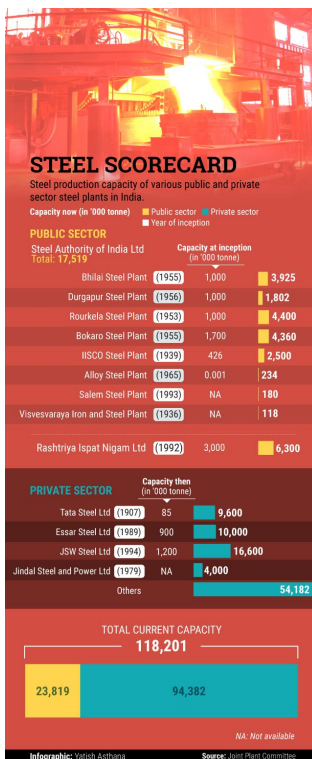 STEEL SCORECARD
Steel production capacity of various public and private
sector steel plants in India.
Capacity now (in '000 tonne) Public sector Private sector
Year of inception
PUBLIC SECTOR
Steel Authority of India Ltd
Total: 17,519
Capacity at inception
(in '000 tonne)
Bhilai Steel Plant (1955) 1,000 3,925
Durgapur Steel Plant (1956) 1,000 1,802
Rourkela Steel Plant (1953) 1,000 4,400
Bokaro Steel Plant (1955) 1,700 4,360
IISCO Steel Plant (1939) 426 2,500
Alloy Steel Plant (1965) 0.001 234
Salem Steel Plant (1993) NA 180
Visvesvaraya Iron and Steel Plant (1936) NA 118
Rashtriya Ispat Nigam Ltd (1992) 3,000 6,300
PRIVATE SECTOR
Capacity then
(in '000 tonne)
Tata Steel Ltd (1907) 85 9,600
Essar Steel Ltd (1989) 900 10,000
JSW Steel Ltd (1994) 1,200 16,600
Jindal Steel and Power Ltd (1979) NA 4,000
Others 54,182
TOTAL CURRENT CAPACITY
118,201
23,819 94,382
NA: Not available
Infographic: Yatish Asthana Source: Joint Plant Committee